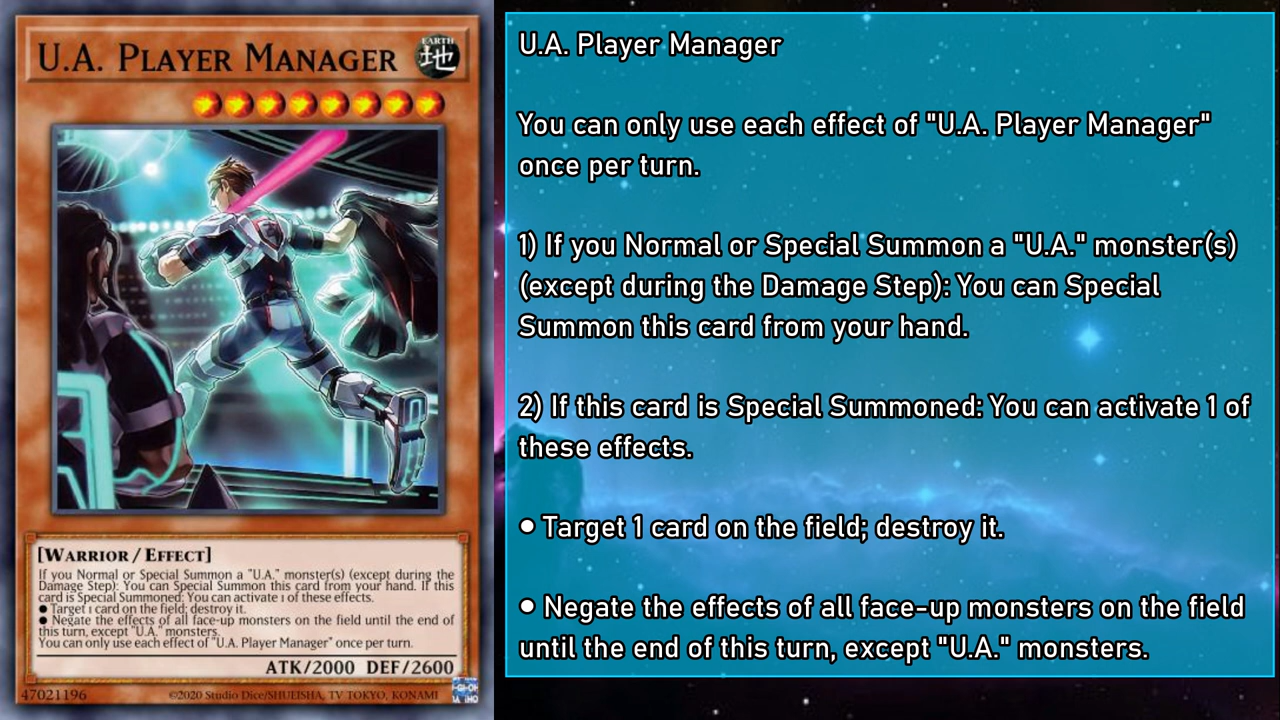 U.A. PLAYER MANAGER
EARTH
地
[WARRIOR / EFFECT]
If you Normal or Special Summon a "U.A." monster(s) (except during the
Damage Step): You can Special Summon this card from your hand. If this
card is Special Summoned: You can activate 1 of these effects.
● Target 1 card on the field; destroy it.
● Negate the effects of all face-up monsters on the field until the end of
this turn, except "U.A." monsters.
You can only use each effect of "U.A. Player Manager" once per turn.
ATK/2000 DEF/2600
47021196
©2020 Studio Dice/SHUEISHA, TV TOKYO, KONAMI
U.A. Player Manager
You can only use each effect of "U.A. Player Manager"
once per turn.
1) If you Normal or Special Summon a "U.A." monster(s)
(except during the Damage Step): You can Special
Summon this card from your hand.
2) If this card is Special Summoned: You can activate 1 of
these effects.
• Target 1 card on the field; destroy it.
• Negate the effects of all face-up monsters on the field
until the end of this turn, except "U.A." monsters.